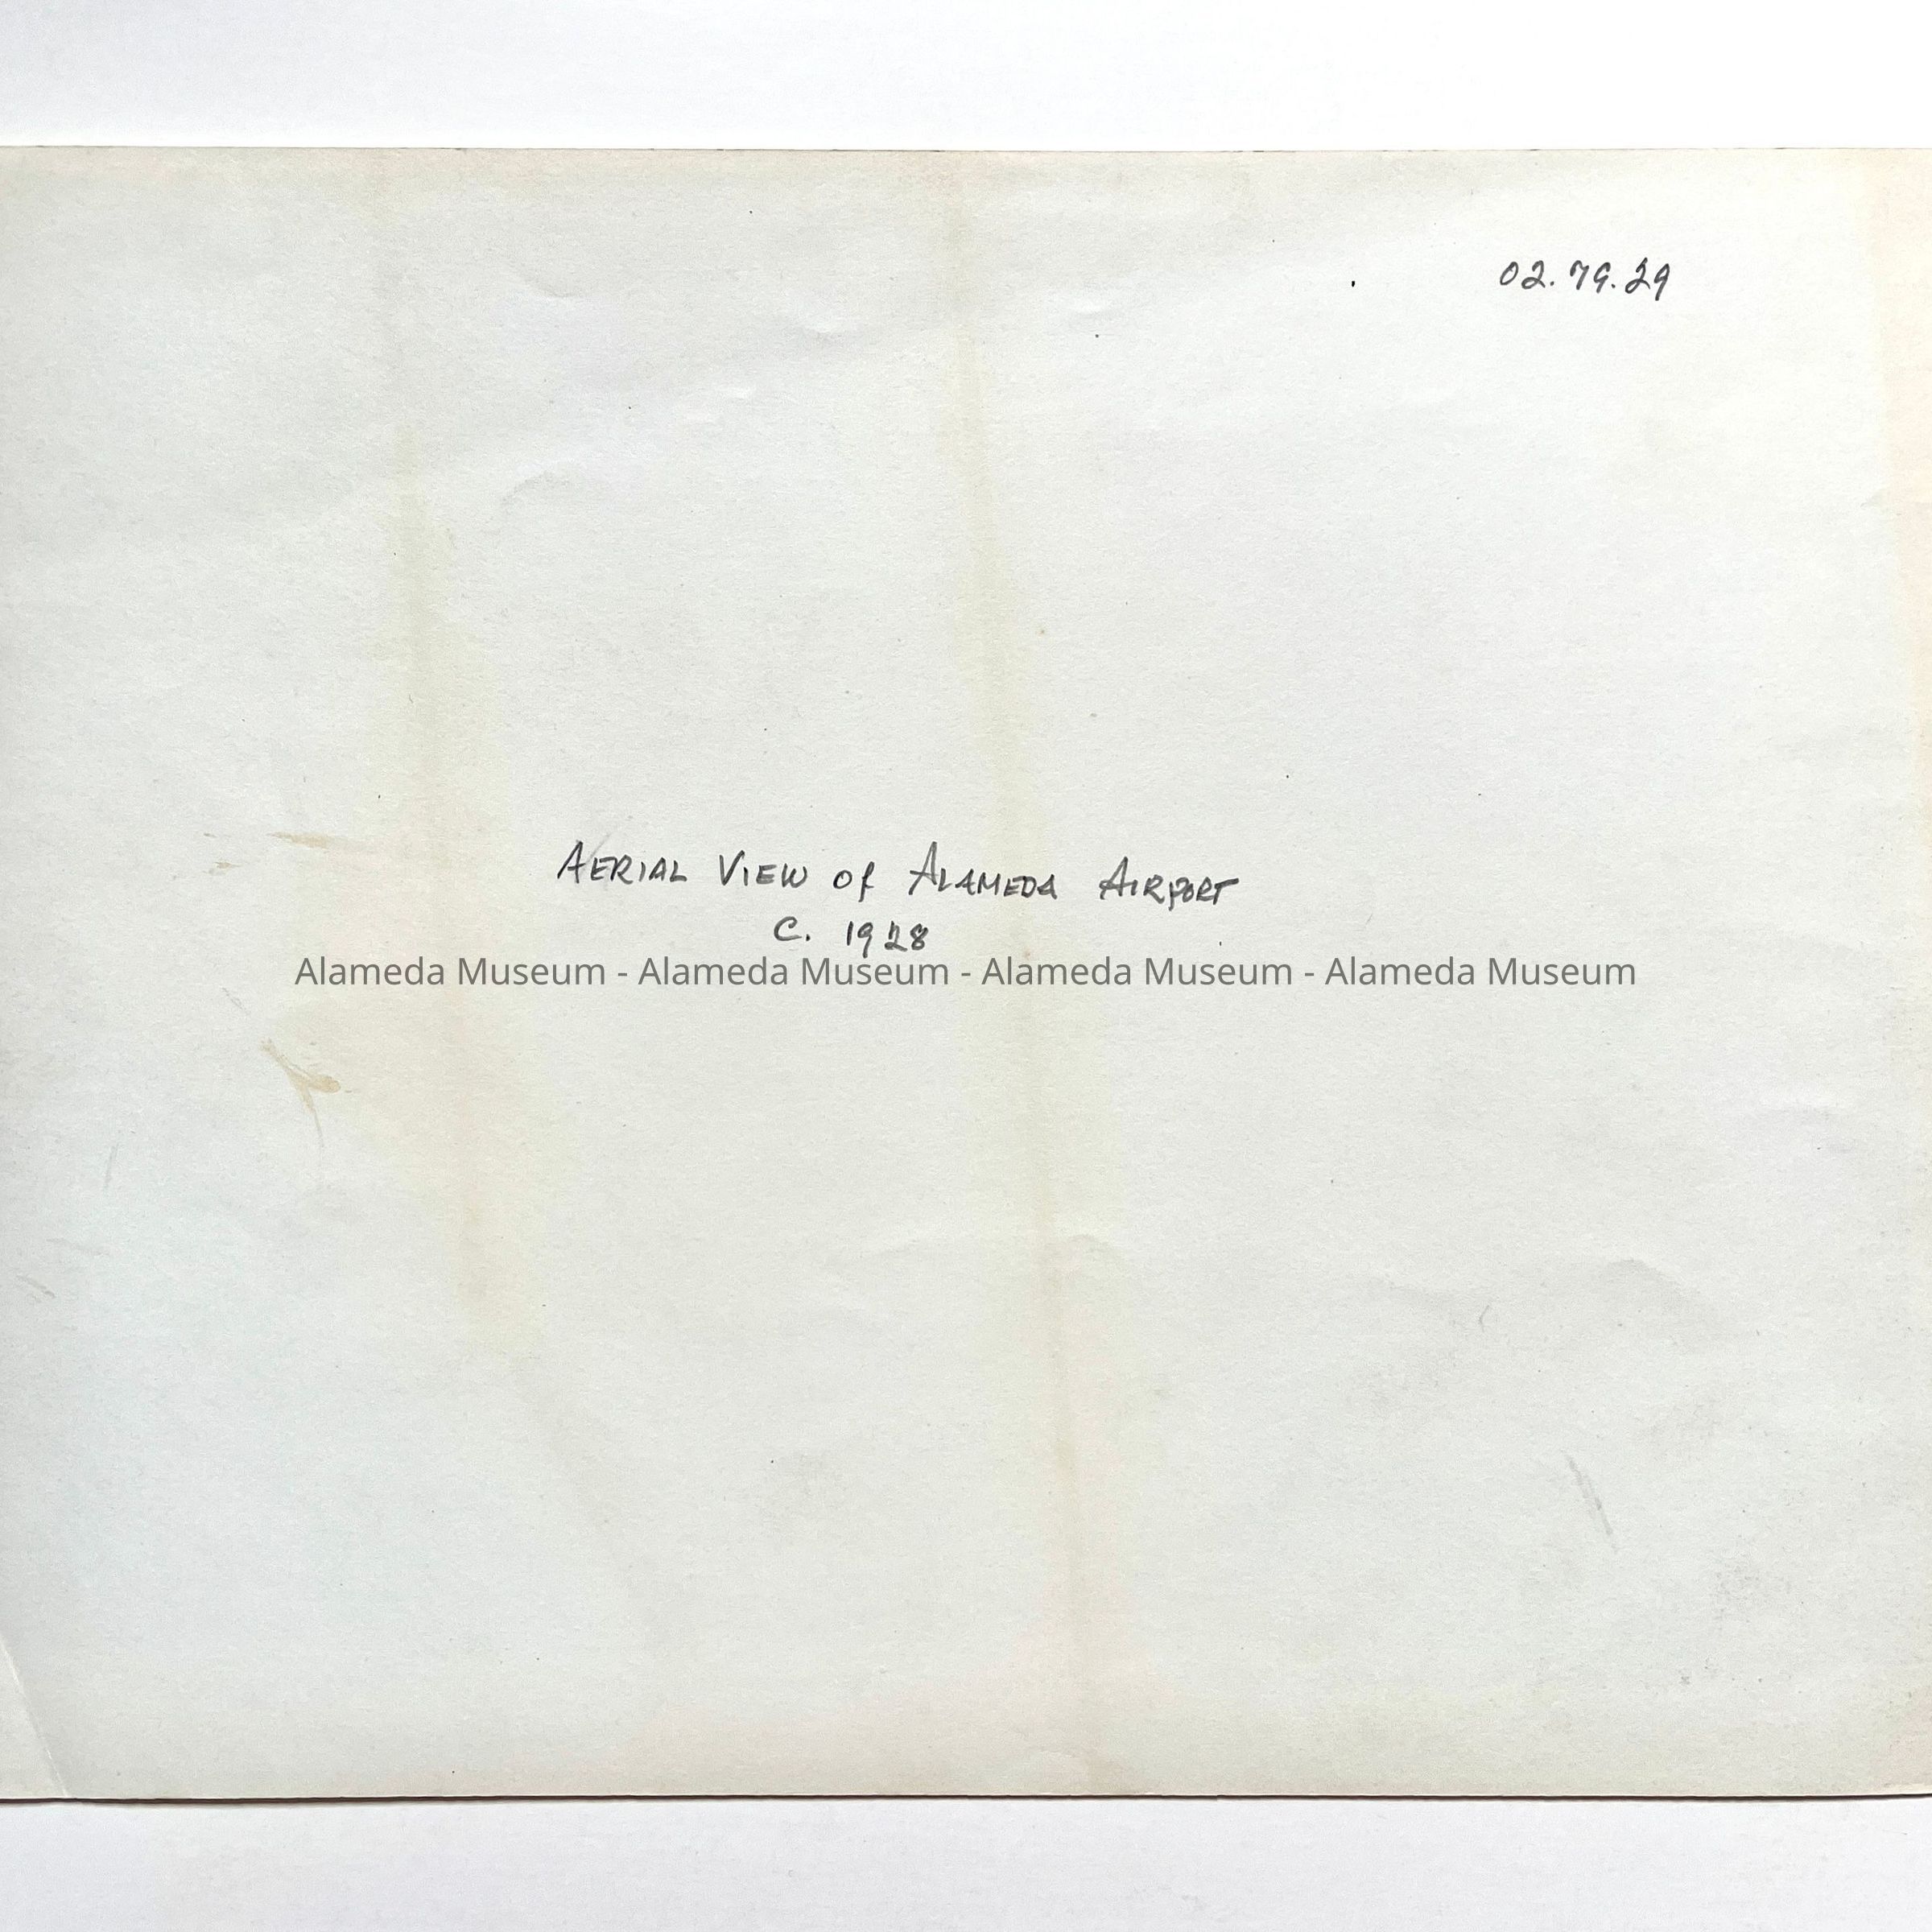 02.79.29
AERIAL VIEW of ALAMEDA AIRPORT
C. 1928
Alameda Museum - Alameda Museum - Alameda Museum - Alameda Museum